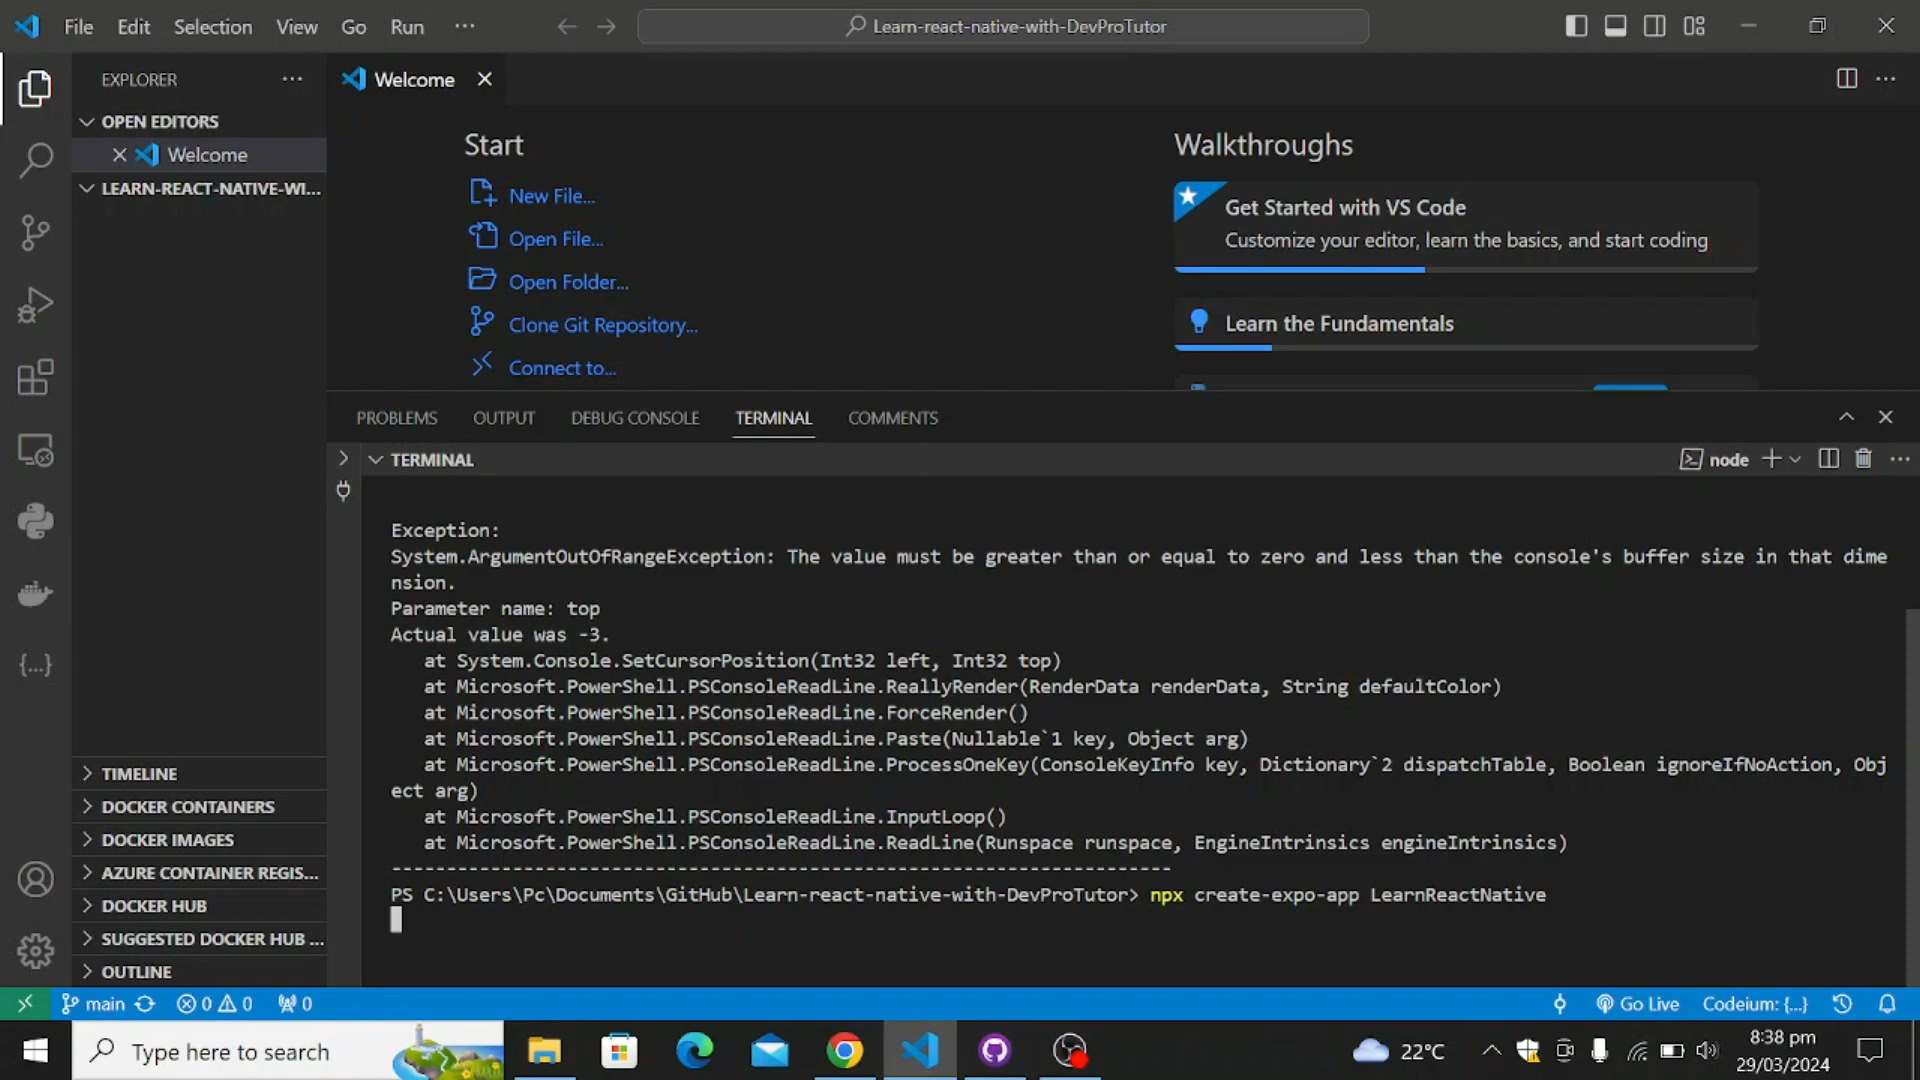 File Edit Selection View Go Run ··· Learn-react-native-with-DevProTutor
EXPLORER ···
OPEN EDITORS
Welcome
LEARN-REACT-NATIVE-WI...
TIMELINE
DOCKER CONTAINERS
DOCKER IMAGES
AZURE CONTAINER REGIS...
DOCKER HUB
SUGGESTED DOCKER HUB ...
OUTLINE
Welcome
Start
New File...
Open File...
Open Folder...
Clone Git Repository...
Connect to...
Walkthroughs
Get Started with VS Code
Customize your editor, learn the basics, and start coding
Learn the Fundamentals
PROBLEMS OUTPUT DEBUG CONSOLE TERMINAL COMMENTS
TERMINAL node
Exception:
System.ArgumentOutOfRangeException: The value must be greater than or equal to zero and less than the console's buffer size in that dime
nsion.
Parameter name: top
Actual value was -3.
at System.Console.SetCursorPosition(Int32 left, Int32 top)
at Microsoft.PowerShell.PSConsoleReadLine.ReallyRender(RenderData renderData, String defaultColor)
at Microsoft.PowerShell.PSConsoleReadLine.ForceRender()
at Microsoft.PowerShell.PSConsoleReadLine.Paste(Nullable`1 key, Object arg)
at Microsoft.PowerShell.PSConsoleReadLine.ProcessOneKey(ConsoleKeyInfo key, Dictionary`2 dispatchTable, Boolean ignoreIfNoAction, Obj
ect arg)
at Microsoft.PowerShell.PSConsoleReadLine.InputLoop()
at Microsoft.PowerShell.PSConsoleReadLine.ReadLine(Runspace runspace, EngineIntrinsics engineIntrinsics)
-----------------------------------------------------------------------
PS C:\Users\Pc\Documents\GitHub\Learn-react-native-with-DevProTutor> npx create-expo-app LearnReactNative
main 0 0 0 Go Live Codeium: {...}
Type here to search 22°C 8:38 pm
29/03/2024